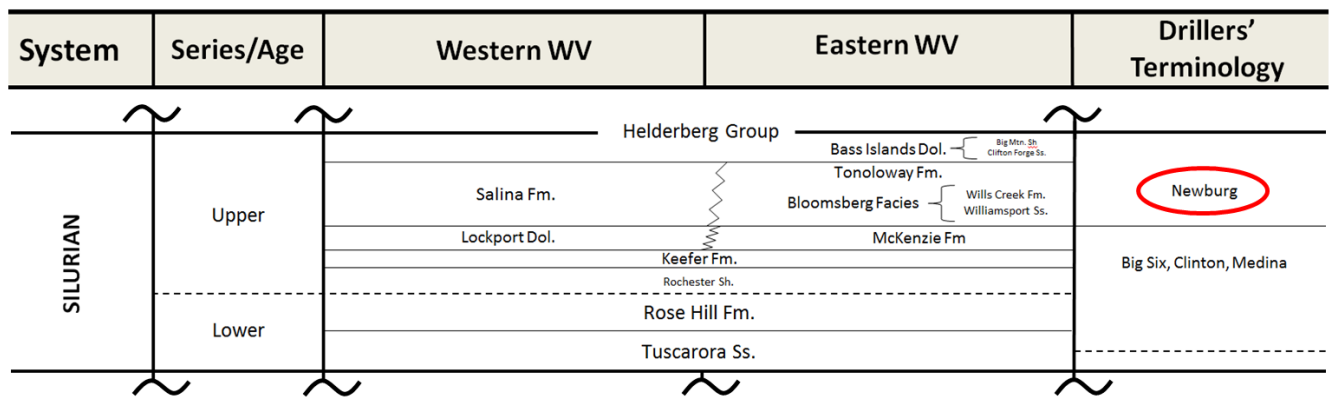 System
Series/Age
Western WV
Eastern WV
Drillers'
Terminology
Helderberg Group
Bass Islands Dol.
Big Mtn. Sh
Clifton Forge Ss.
Tonoloway Fm.
Salina Fm.
Bloomsberg Facies
Wills Creek Fm.
Williamsport Ss.
Newburg
Upper
SILURIAN
Lockport Dol.
McKenzie Fm
Keefer Fm.
Big Six, Clinton, Medina
Rochester Sh.
Rose Hill Fm.
Lower
Tuscarora Ss.